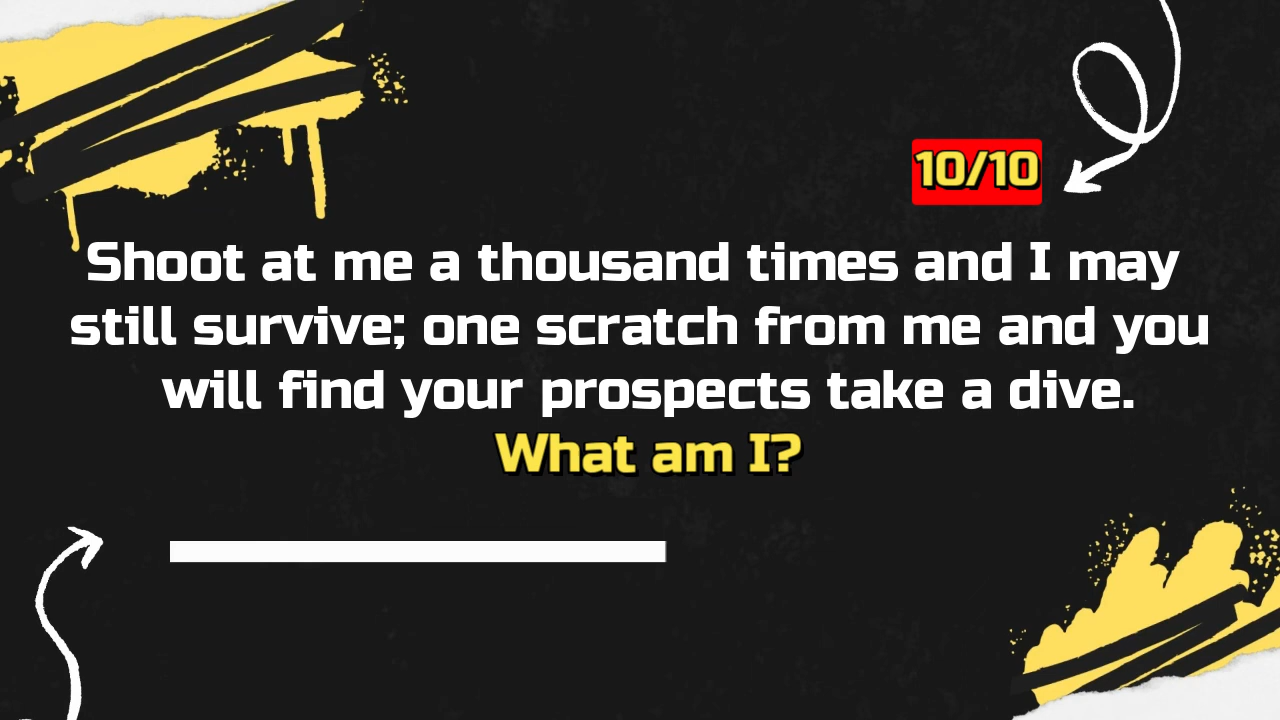 10/10
Shoot at me a thousand times and I may
still survive; one scratch from me and you
will find your prospects take a dive.
What am I?